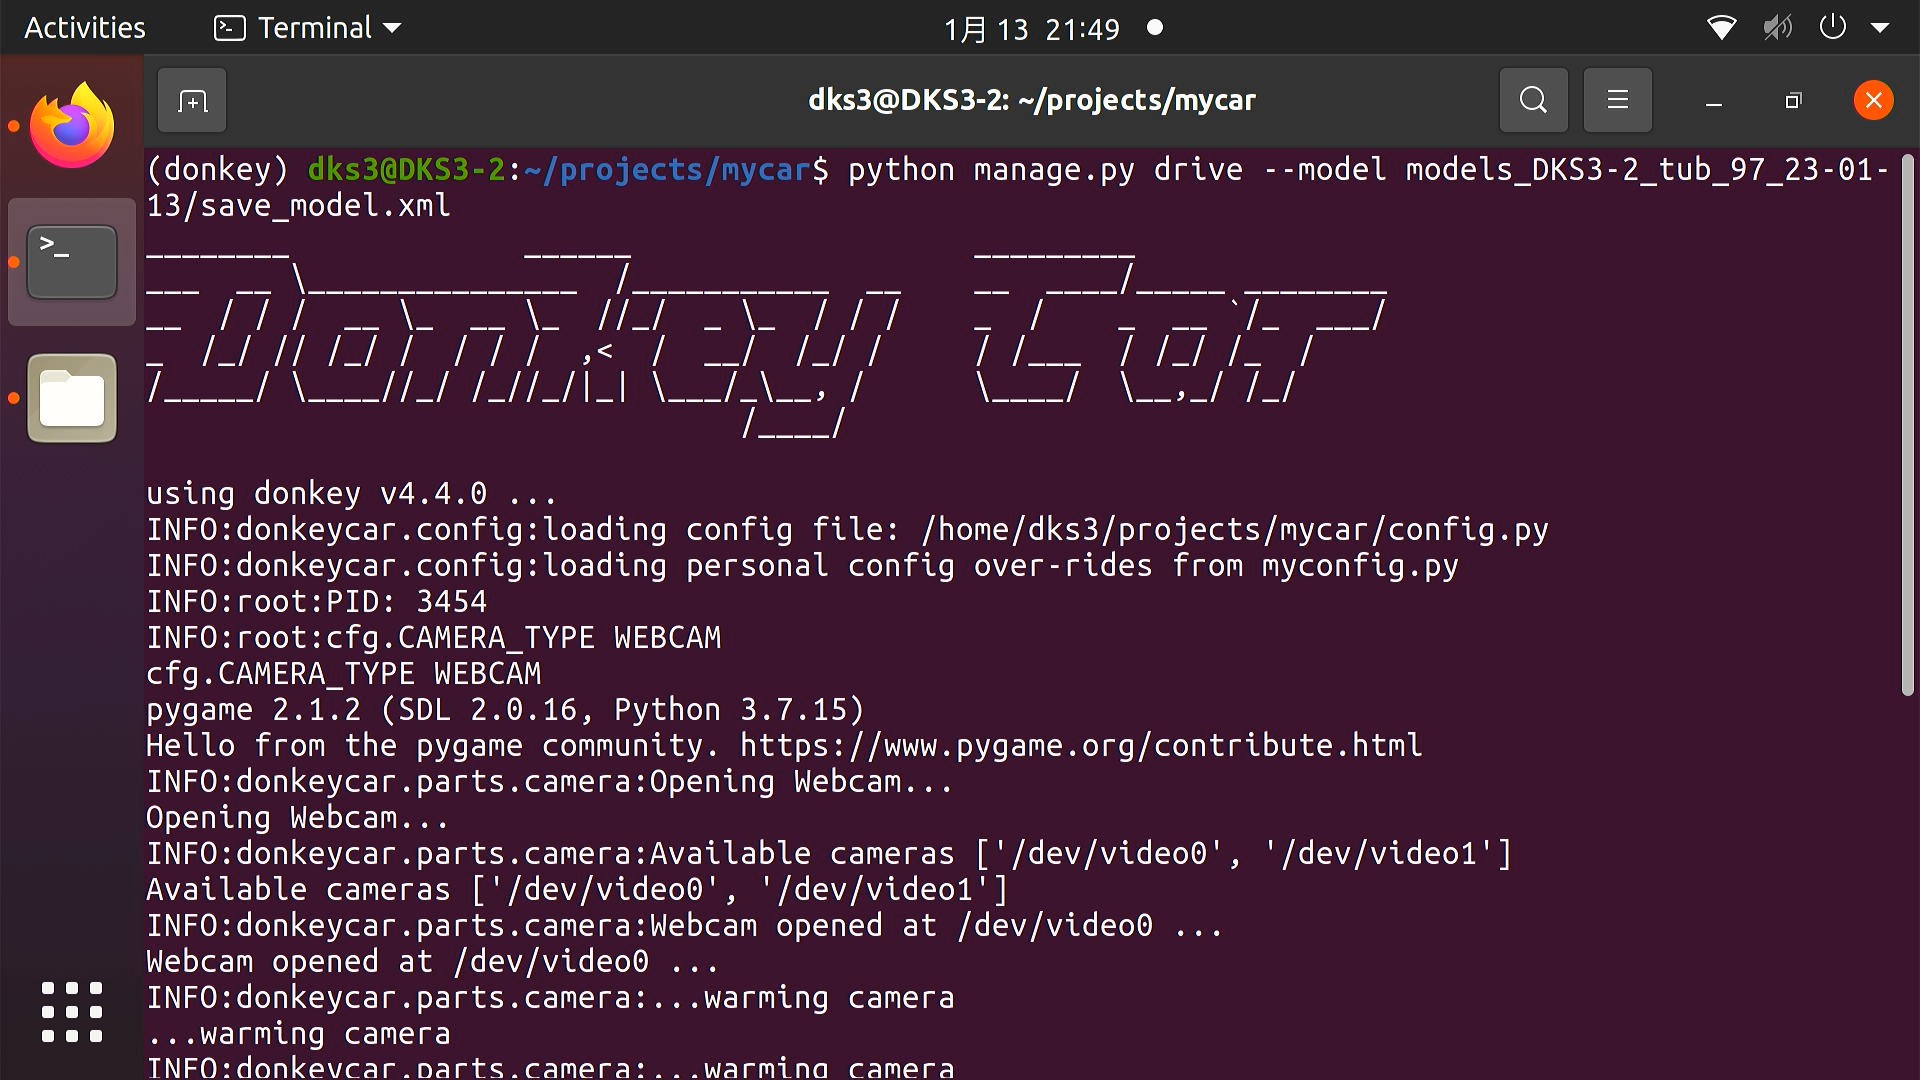 Activities
Terminal
1月 13 21:49
dks3@DKS3-2: ~/projects/mycar
(donkey) dks3@DKS3-2:~/projects/mycar$ python manage.py drive --model models_DKS3-2_tub_97_23-01-
13/save_model.xml
Donkey Car
using donkey v4.4.0 ...
INFO:donkeycar.config:loading config file: /home/dks3/projects/mycar/config.py
INFO:donkeycar.config:loading personal config over-rides from myconfig.py
INFO:root:PID: 3454
INFO:root:cfg.CAMERA_TYPE WEBCAM
cfg.CAMERA_TYPE WEBCAM
pygame 2.1.2 (SDL 2.0.16, Python 3.7.15)
Hello from the pygame community. https://www.pygame.org/contribute.html
INFO:donkeycar.parts.camera:Opening Webcam...
Opening Webcam...
INFO:donkeycar.parts.camera:Available cameras ['/dev/video0', '/dev/video1']
Available cameras ['/dev/video0', '/dev/video1']
INFO:donkeycar.parts.camera:Webcam opened at /dev/video0 ...
Webcam opened at /dev/video0 ...
INFO:donkeycar.parts.camera:...warming camera
...warming camera
INFO:donkeycar.parts.camera:...warming camera